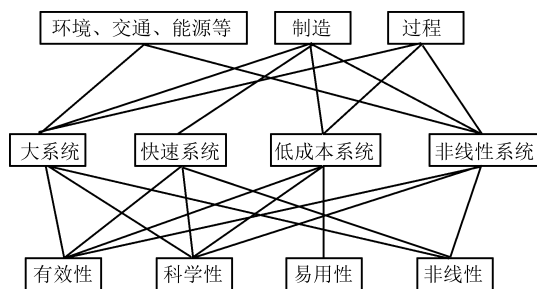 环境、交通、能源等
制造
过程
大系统
快速系统
低成本系统
非线性系统
有效性
科学性
易用性
非线性